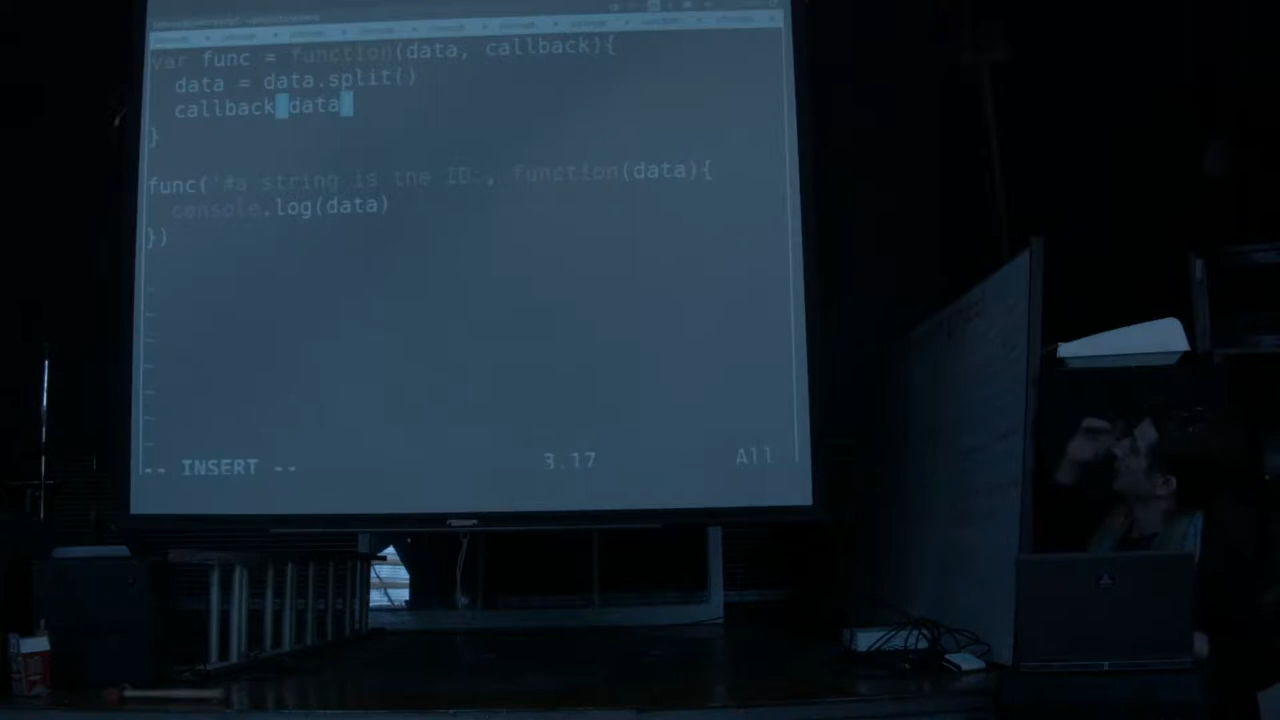 var func = function(data, callback){
  data = data.split()
  callback(data)
}
func('#a string is the ID', function(data){
  console.log(data)
})
~
~
~
~
~
~
~
-- INSERT -- 3,17 All